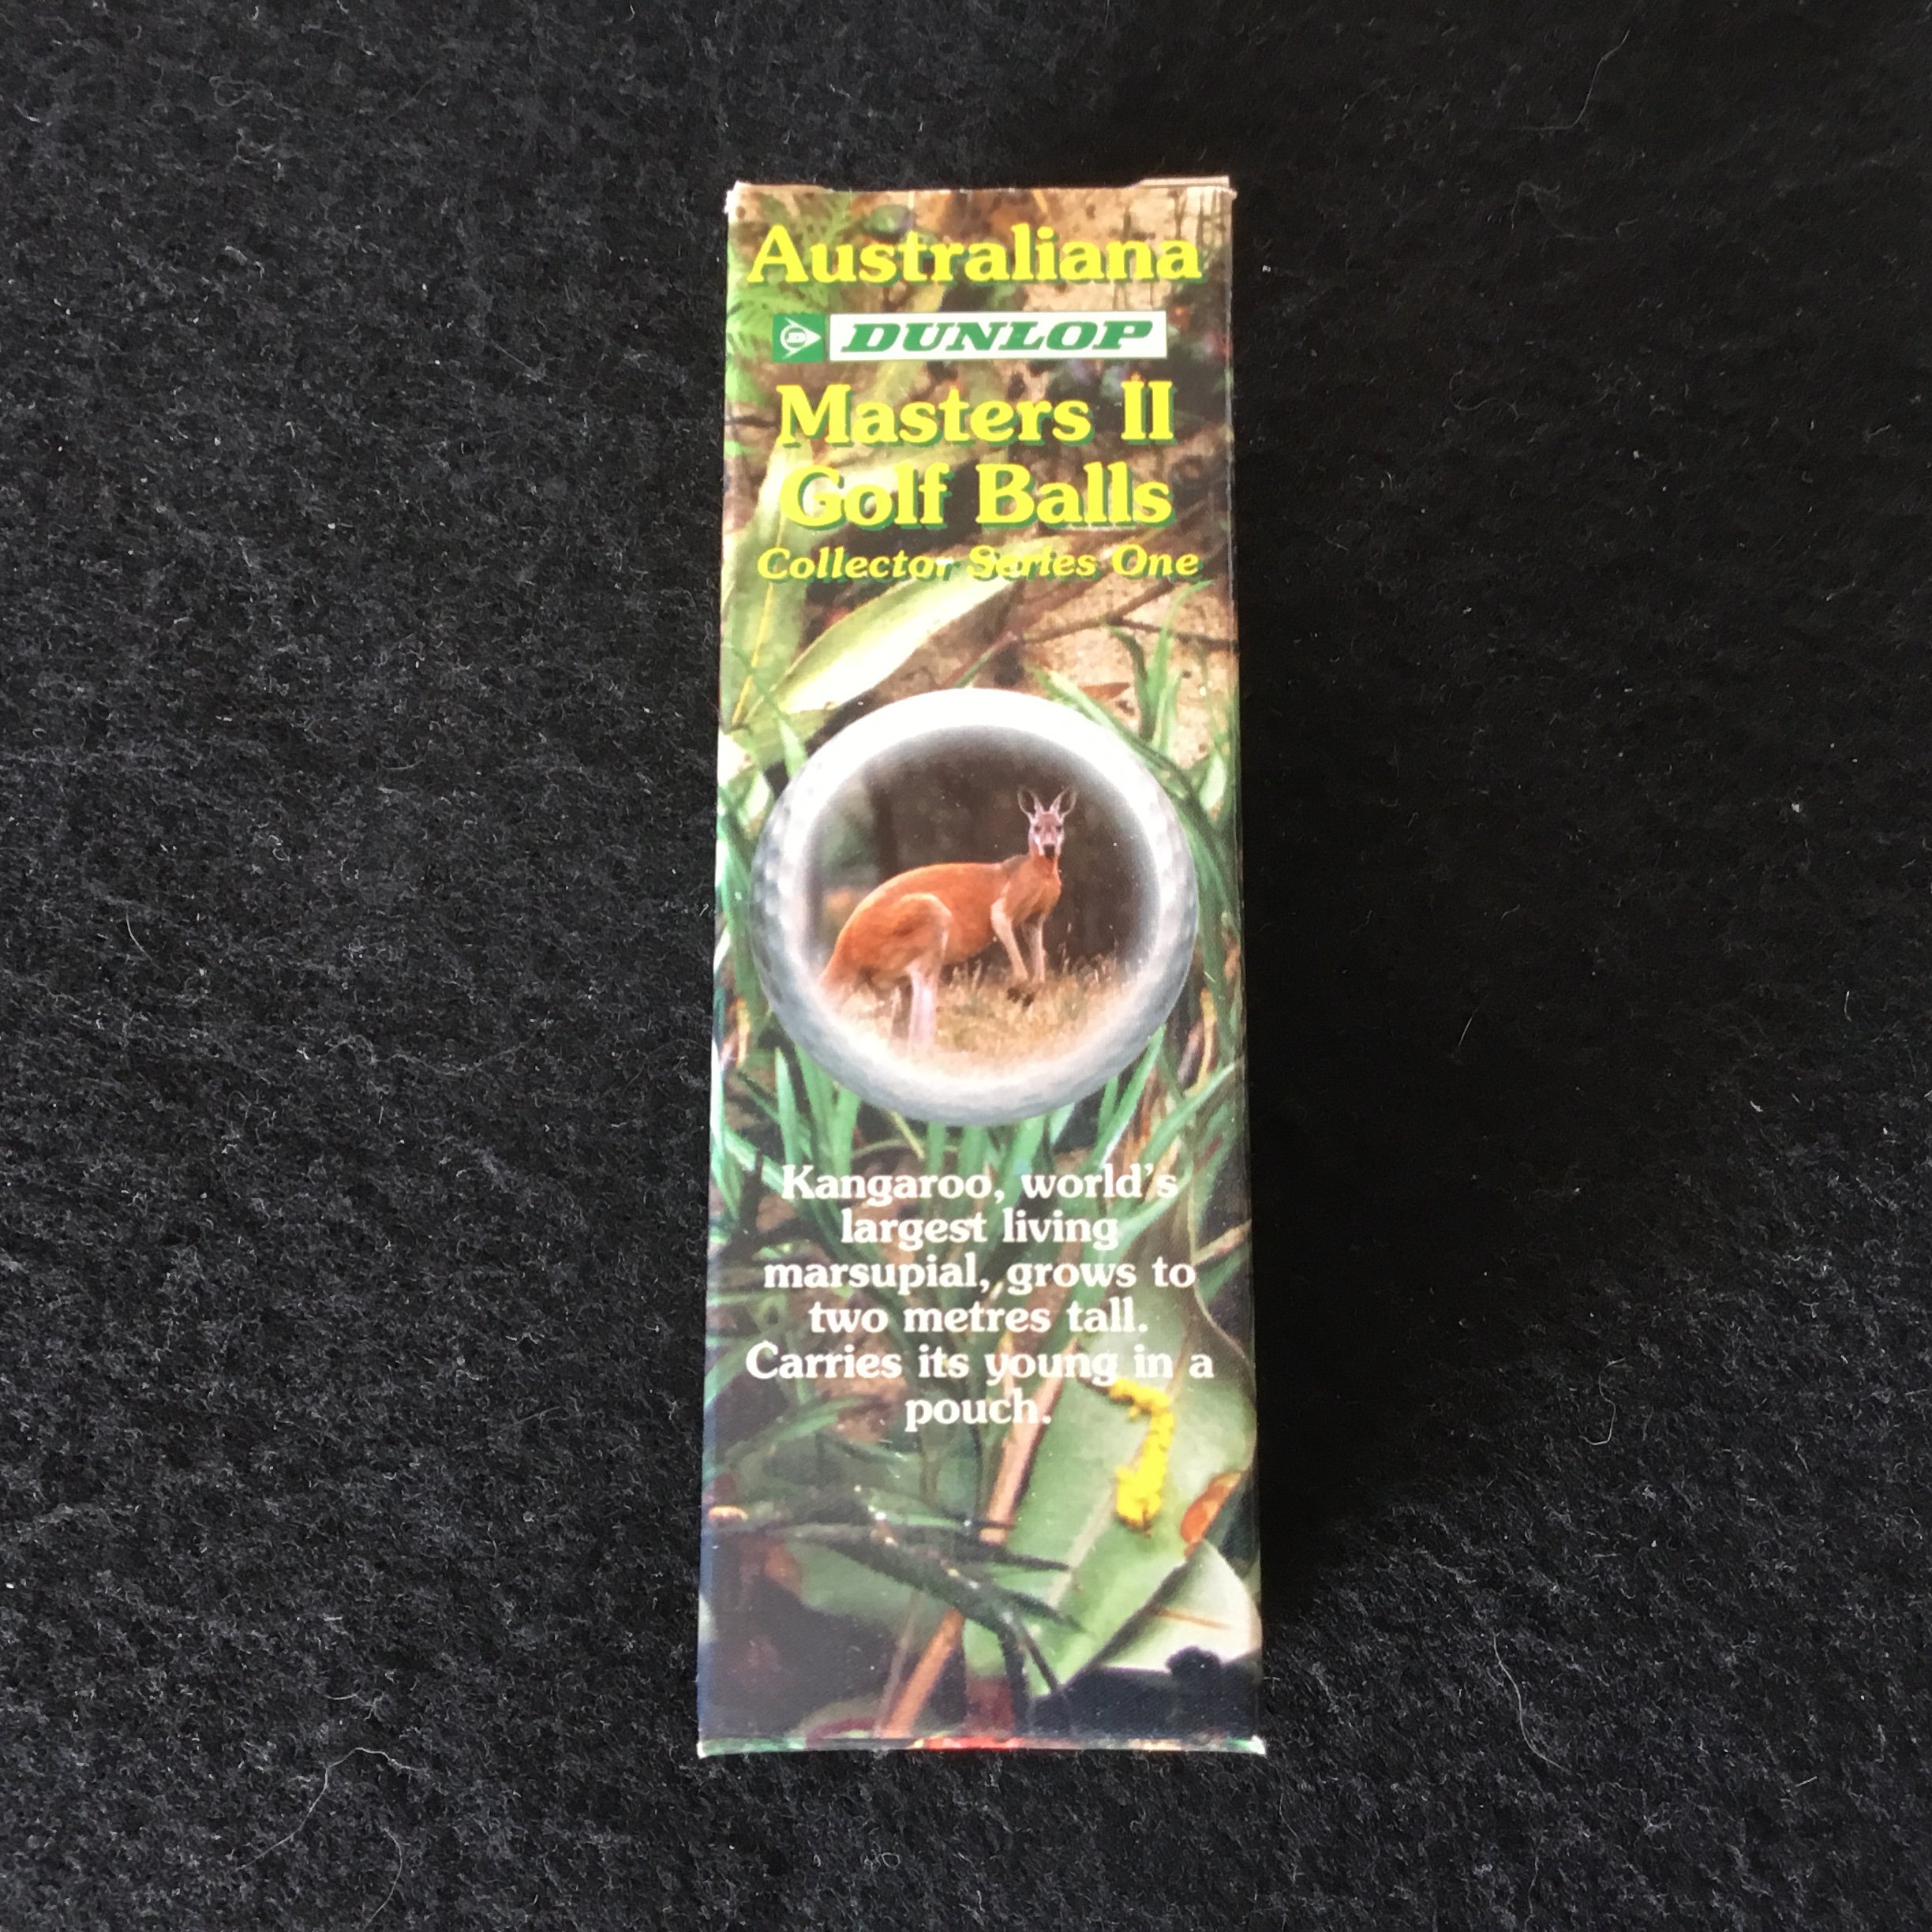 Australiana
DUNLOP
Masters II
Golf Balls
Collector Series One
Kangaroo, world's
largest living
marsupial, grows to
two metres tall.
Carries its young in a
pouch.